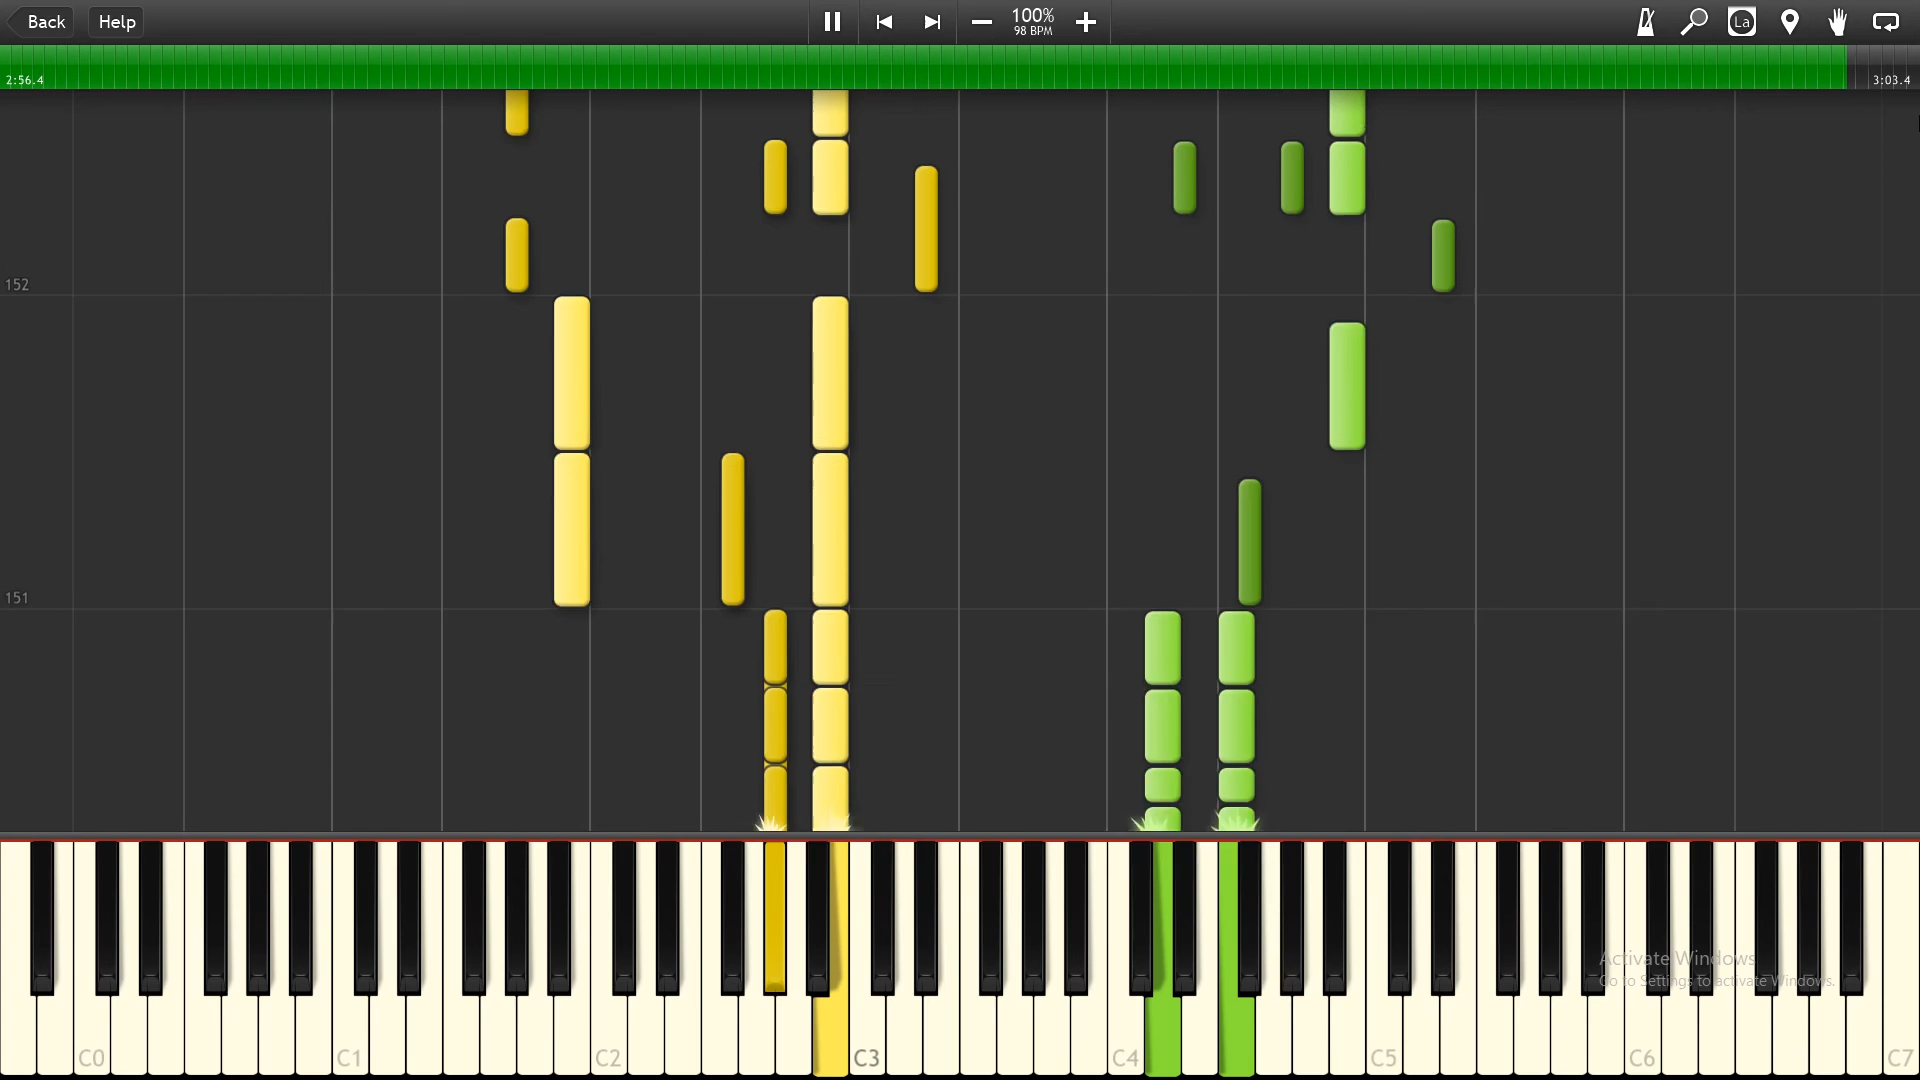 Back Help 100% La
98 BPM
2:56.4 3:03.4
152
151
Activate Windows
Go to Settings to activate Windows.
C0 C1 C2 C3 C4 C5 C6 C7